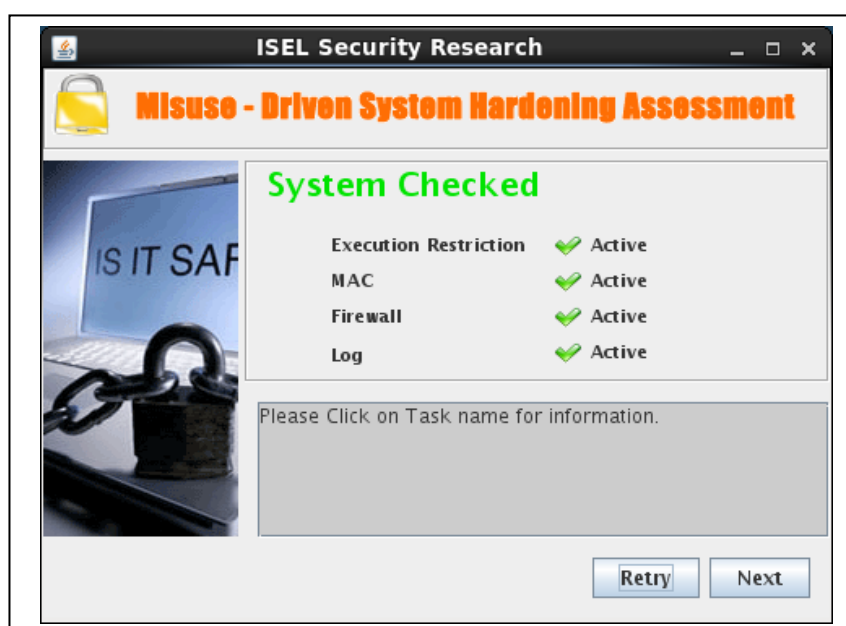 ISEL Security Research
Misuse - Driven System Hardening Assessment
System Checked
IS IT SAF
Execution Restriction Active
MAC Active
Firewall Active
Log Active
Please Click on Task name for information.
Retry Next